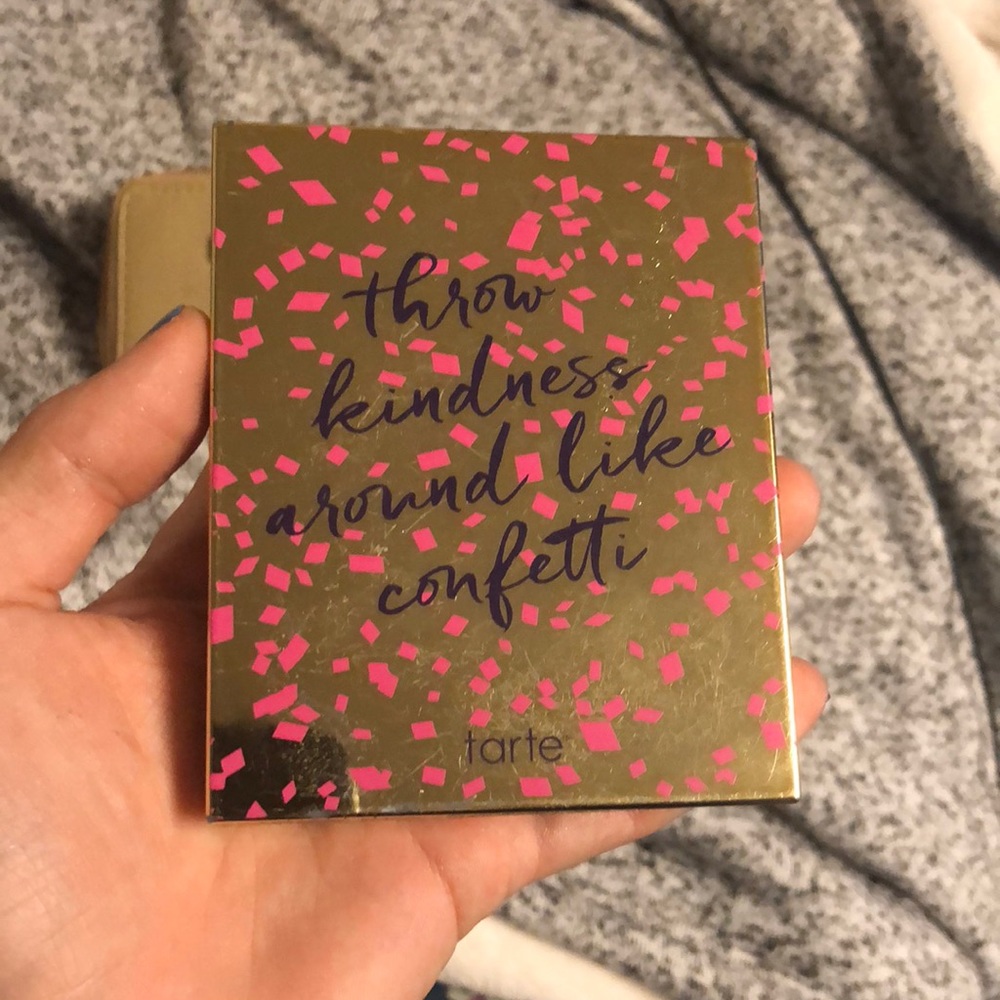 throw
kindness
around like
confetti
tarte